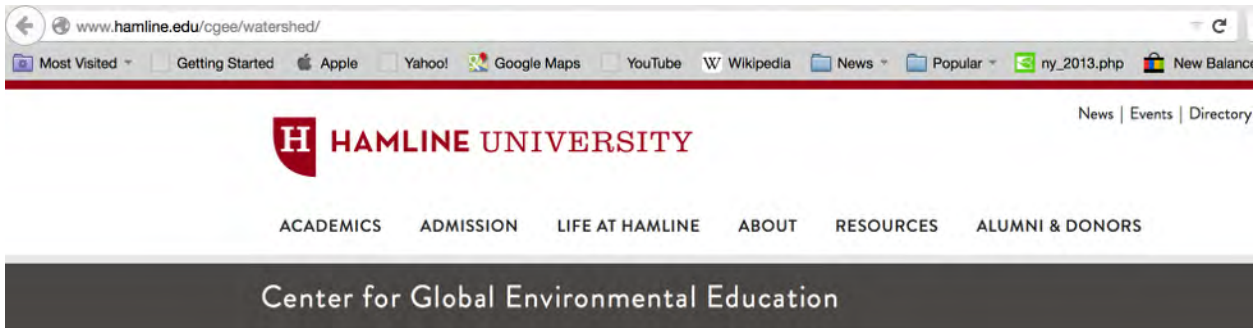 www.hamline.edu/cgee/watershed/
Most Visited Getting Started Apple Yahoo! Google Maps YouTube W Wikipedia News Popular ny_2013.php New Balance
News | Events | Directory
H HAMLINE UNIVERSITY
ACADEMICS ADMISSION LIFE AT HAMLINE ABOUT RESOURCES ALUMNI & DONORS
Center for Global Environmental Education